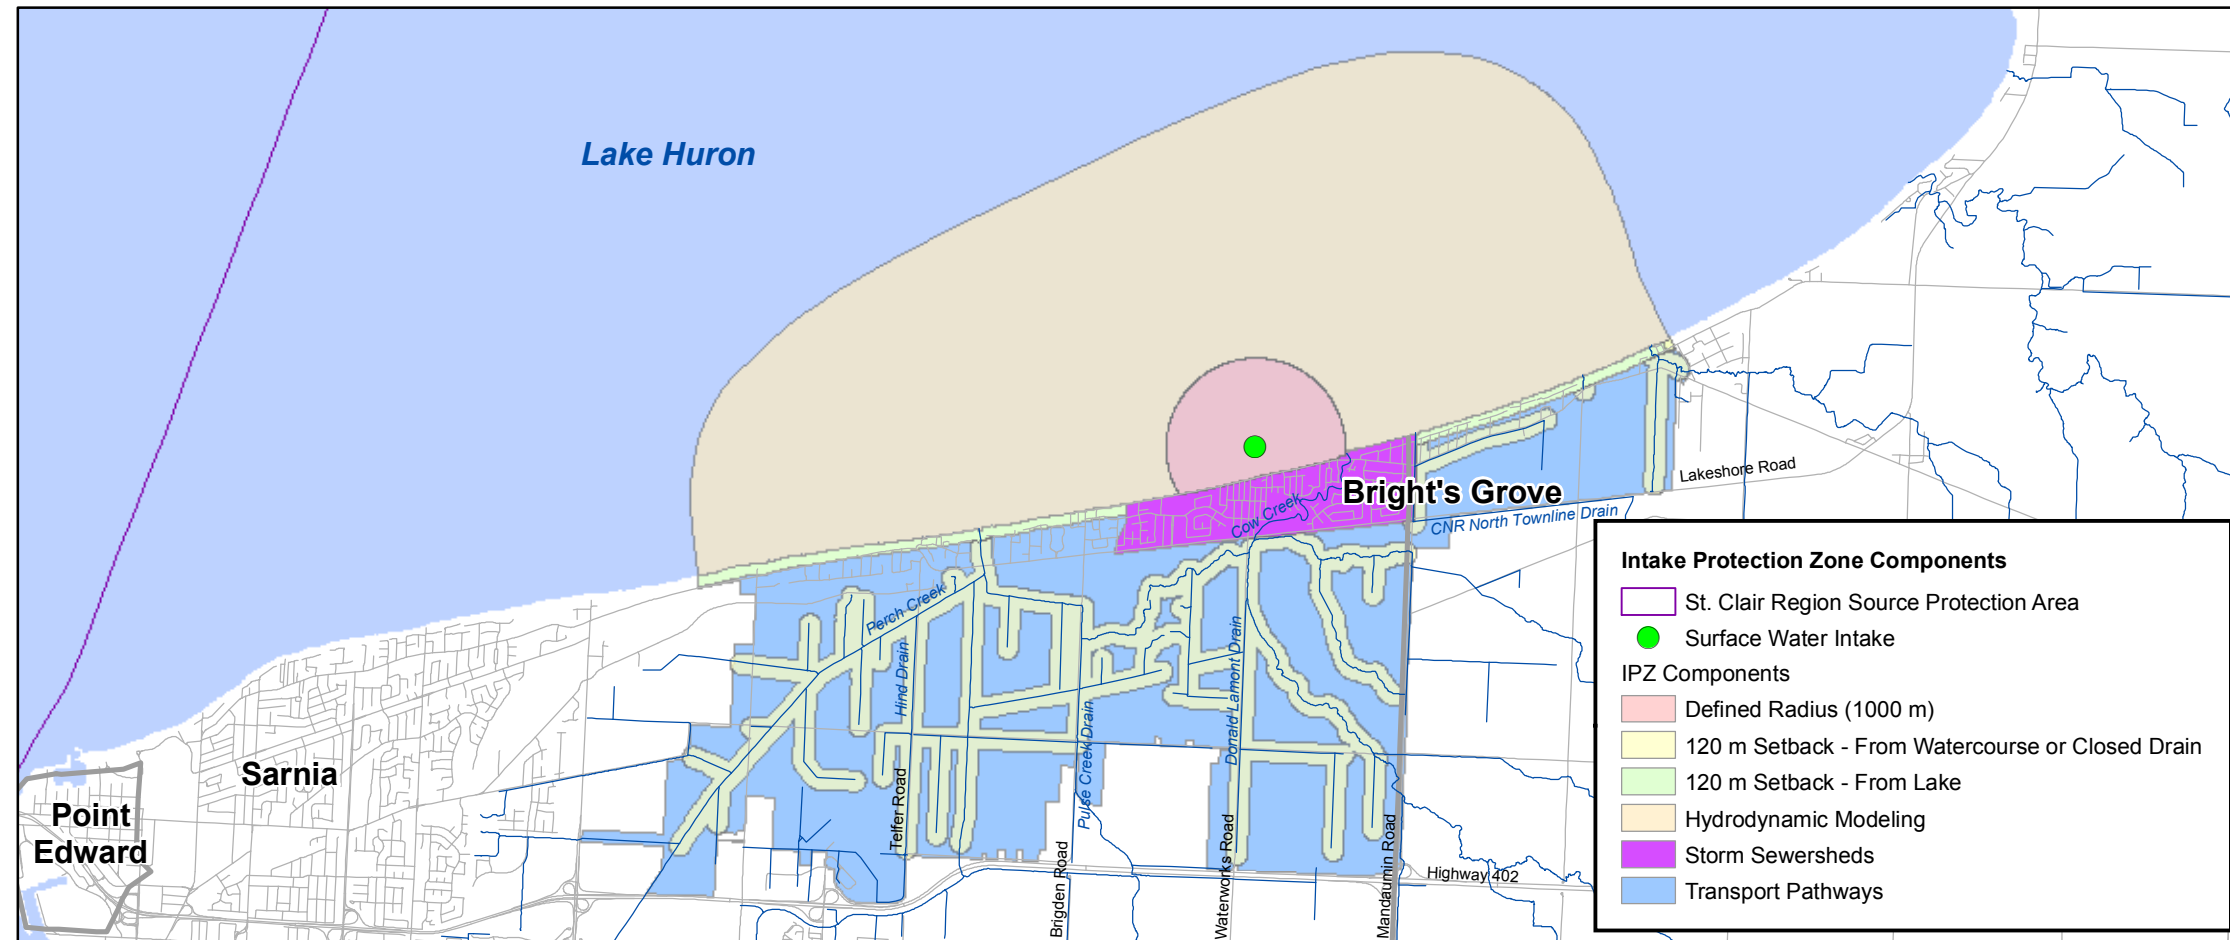 Lake Huron
Bright's Grove
Lakeshore Road
Cow Creek
CNR North Townline Drain
Perch Creek
Hind Drain
Donald Lamont Drain
Pulse Creek Drain
Sarnia
Point
Edward
Telfer Road
Brigden Road
Waterworks Road
Mandaumin Road
Highway 402
Intake Protection Zone Components
St. Clair Region Source Protection Area
Surface Water Intake
IPZ Components
Defined Radius (1000 m)
120 m Setback - From Watercourse or Closed Drain
120 m Setback - From Lake
Hydrodynamic Modeling
Storm Sewersheds
Transport Pathways